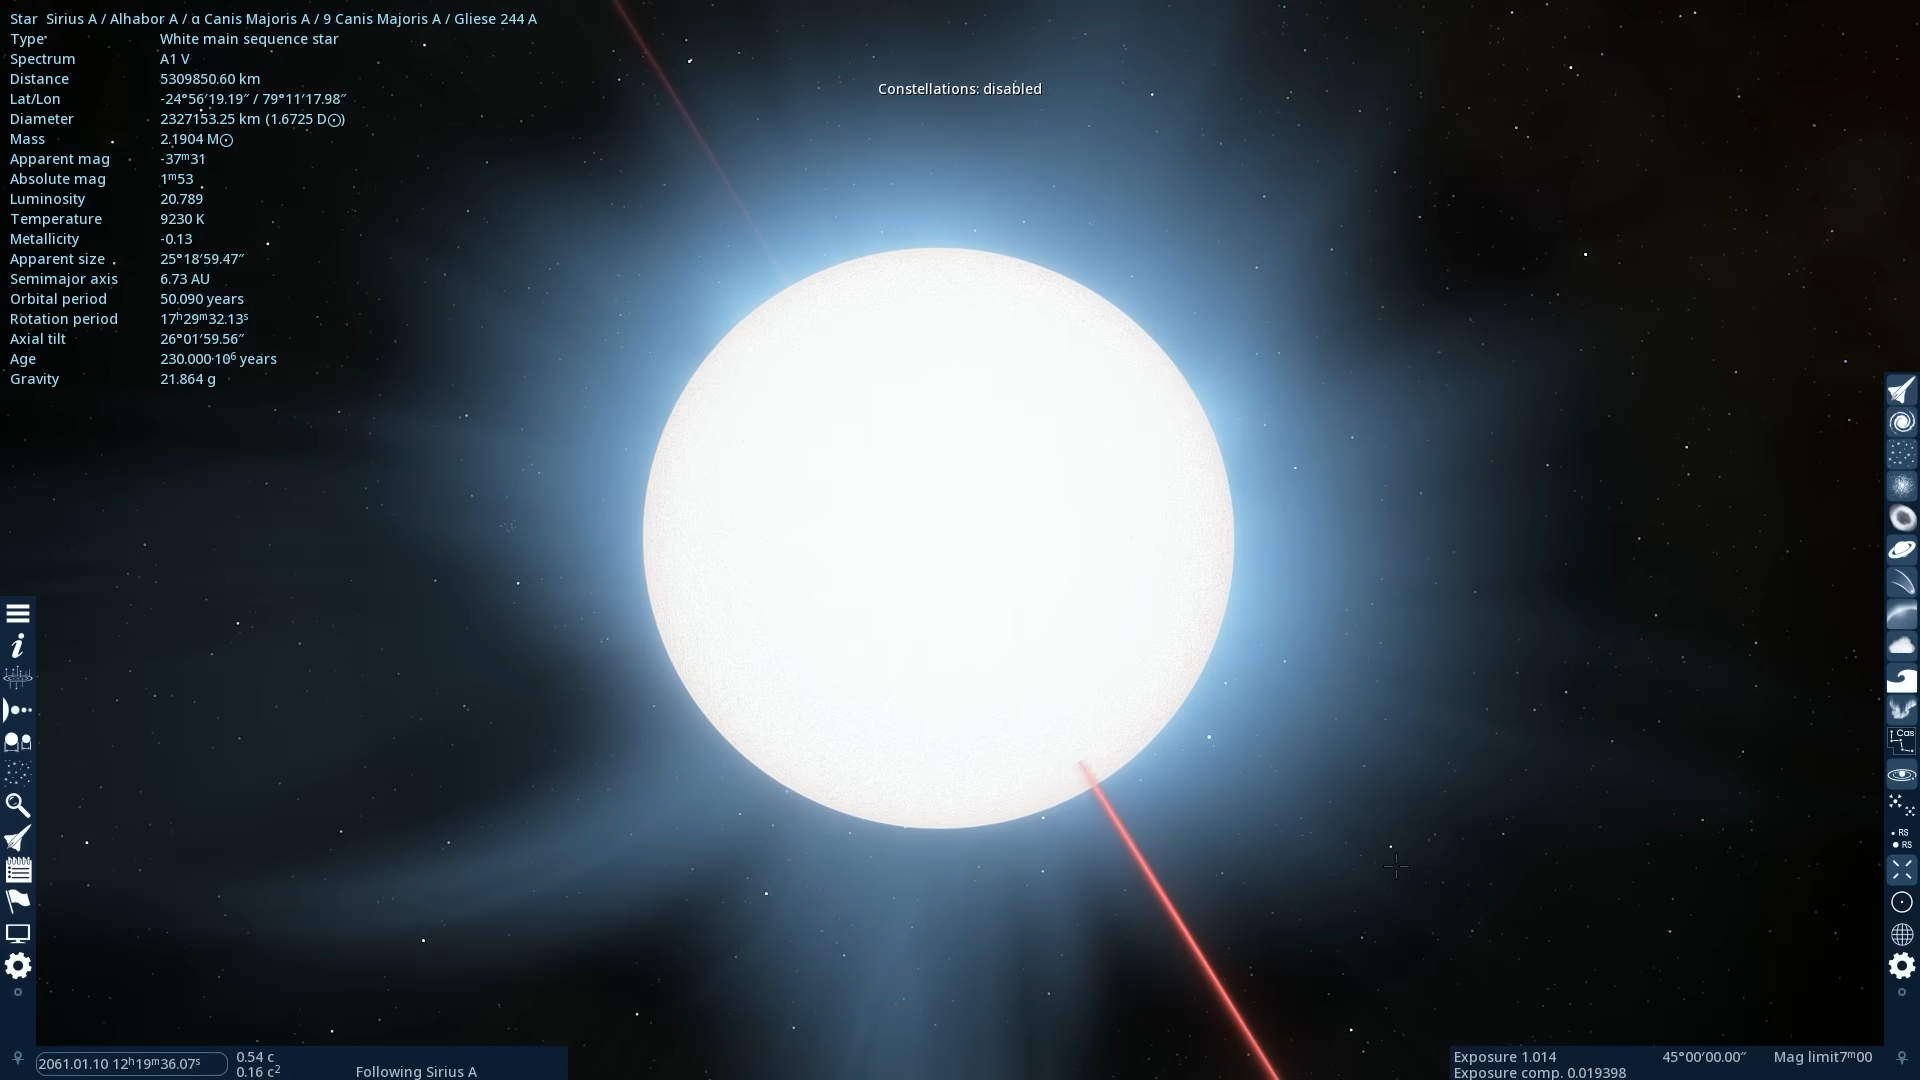 Star Sirius A / Alhabor A / α Canis Majoris A / 9 Canis Majoris A / Gliese 244 A
Type White main sequence star
Spectrum A1 V
Distance 5309850.60 km
Lat/Lon -24°56′19.19″ / 79°11′17.98″
Diameter 2327153.25 km (1.6725 D☉)
Mass 2.1904 M☉
Apparent mag -37ᵐ31
Absolute mag 1ᵐ53
Luminosity 20.789
Temperature 9230 K
Metallicity -0.13
Apparent size 25°18′59.47″
Semimajor axis 6.73 AU
Orbital period 50.090 years
Rotation period 17ʰ29ᵐ32.13ˢ
Axial tilt 26°01′59.56″
Age 230.000·10⁶ years
Gravity 21.864 g
Constellations: disabled
Cas
RS
RS
2061.01.10 12ʰ19ᵐ36.07ˢ
0.54 c
0.16 c²
Following Sirius A
Exposure 1.014 45°00′00.00″ Mag limit7ᵐ00
Exposure comp. 0.019398